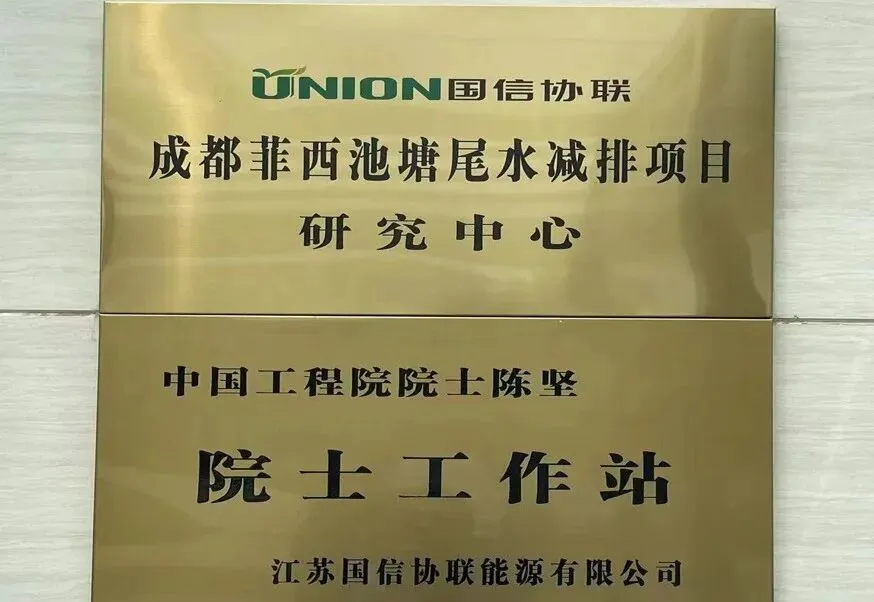 UNION国信协联
成都菲西池塘尾水减排项目
研究中心
中国工程院院士陈坚
院士工作站
江苏国信协联能源有限公司